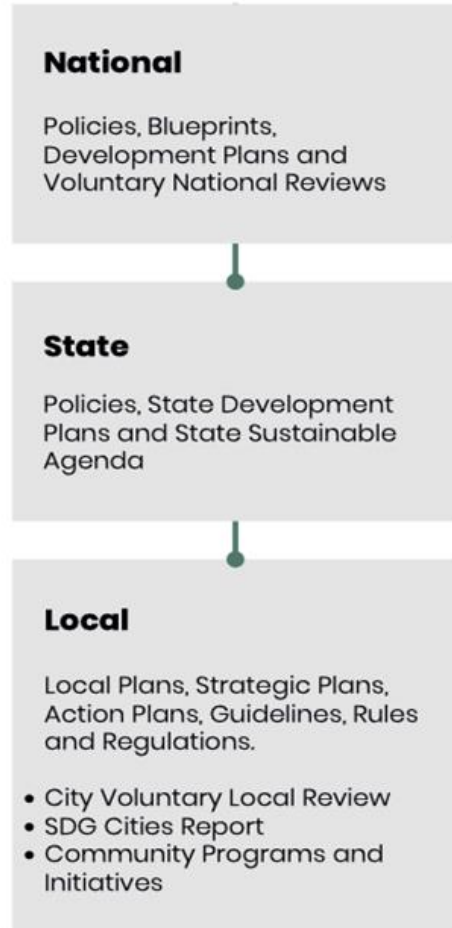 National
Policies, Blueprints,
Development Plans and
Voluntary National Reviews
State
Policies, State Development
Plans and State Sustainable
Agenda
Local
Local Plans, Strategic Plans,
Action Plans, Guidelines, Rules
and Regulations.
• City Voluntary Local Review
• SDG Cities Report
• Community Programs and
Initiatives